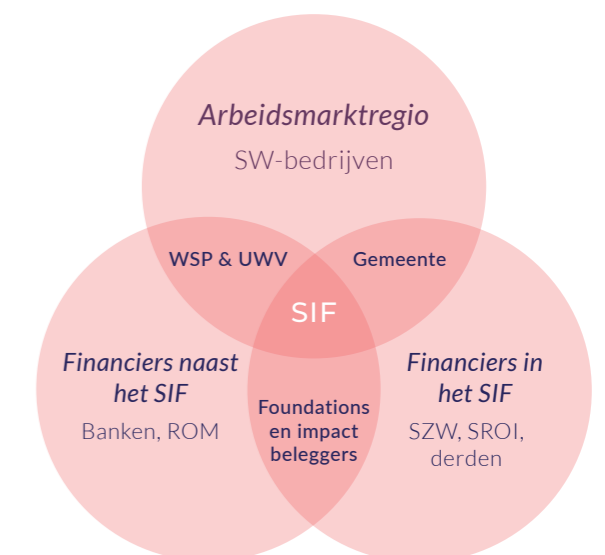 Arbeidsmarktregio
SW-bedrijven
WSP & UWV
Gemeente
SIF
Financiers naast
het SIF
Banken, ROM
Foundations
en impact
beleggers
Financiers in
het SIF
SZW, SROI,
derden